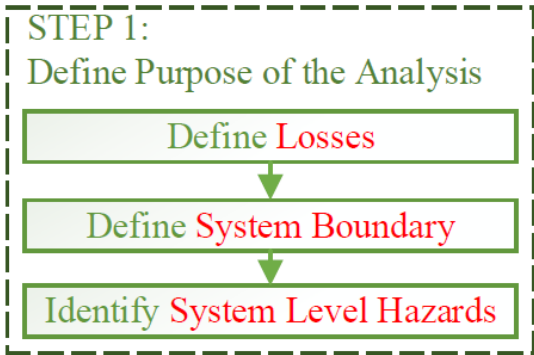 STEP 1:
Define Purpose of the Analysis
Define Losses
Define System Boundary
Identify System Level Hazards